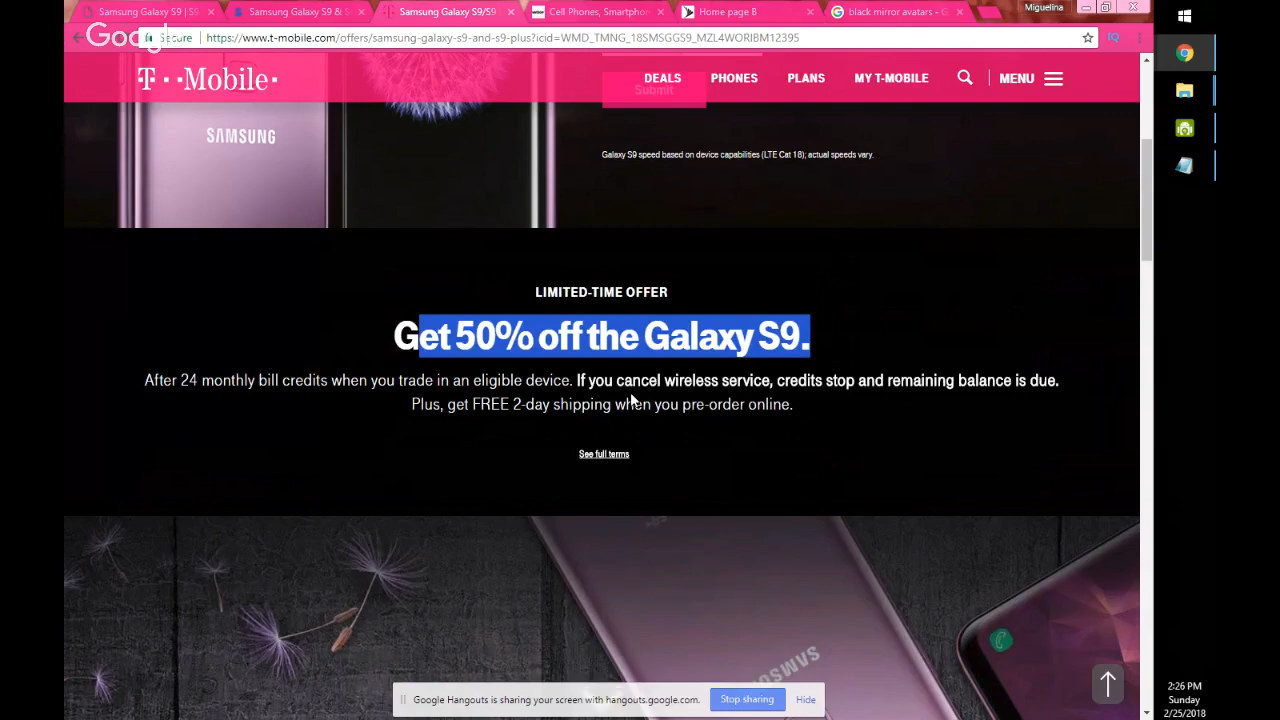 Samsung Galaxy S9 | S9
Samsung Galaxy S9 & S
Samsung Galaxy S9/S9
Cell Phones, Smartpho
Home page B
black mirror avatars - G
Miguelina
Secure
https://www.t-mobile.com/offers/samsung-galaxy-s9-and-s9-plus?icid=WMD_TMNG_18SMSGGS9_MZL4WORIBM12395
T-Mobile
DEALS
PHONES
PLANS
MY T-MOBILE
MENU
Submit
SAMSUNG
Galaxy S9 speed based on device capabilities (LTE Cat 18); actual speeds vary.
LIMITED-TIME OFFER
Get 50% off the Galaxy S9.
After 24 monthly bill credits when you trade in an eligible device. If you cancel wireless service, credits stop and remaining balance is due.
Plus, get FREE 2-day shipping when you pre-order online.
See full terms
SAMSUNG
Google Hangouts is sharing your screen with hangouts.google.com.
Stop sharing
Hide
2:26 PM
Sunday
2/25/2018